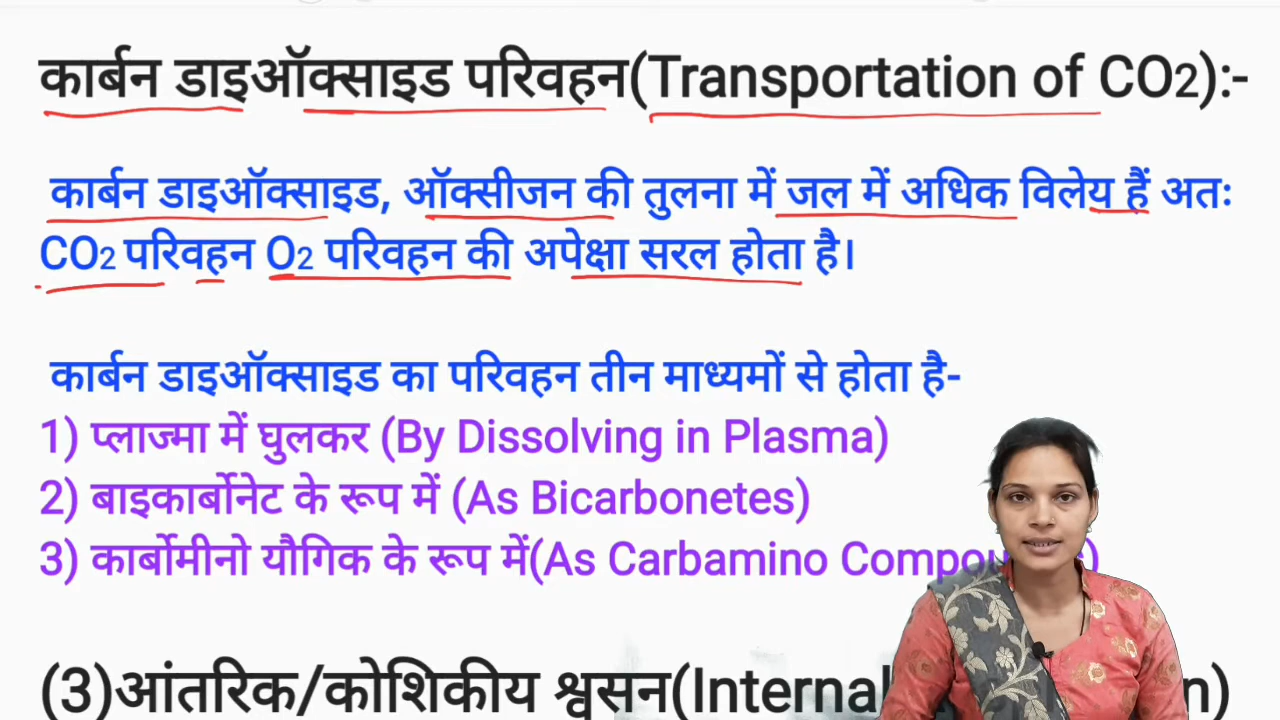 कार्बन डाइऑक्साइड परिवहन(Transportation of CO2):-
कार्बन डाइऑक्साइड, ऑक्सीजन की तुलना में जल में अधिक विलेय हैं अतः
CO2 परिवहन O2 परिवहन की अपेक्षा सरल होता है।
कार्बन डाइऑक्साइड का परिवहन तीन माध्यमों से होता है-
1) प्लाज्मा में घुलकर (By Dissolving in Plasma)
2) बाइकार्बोनेट के रूप में (As Bicarbonetes)
3) कार्बोमीनो यौगिक के रूप में(As Carbamino
(3)आंतरिक/कोशिकीय श्वसन(Internal